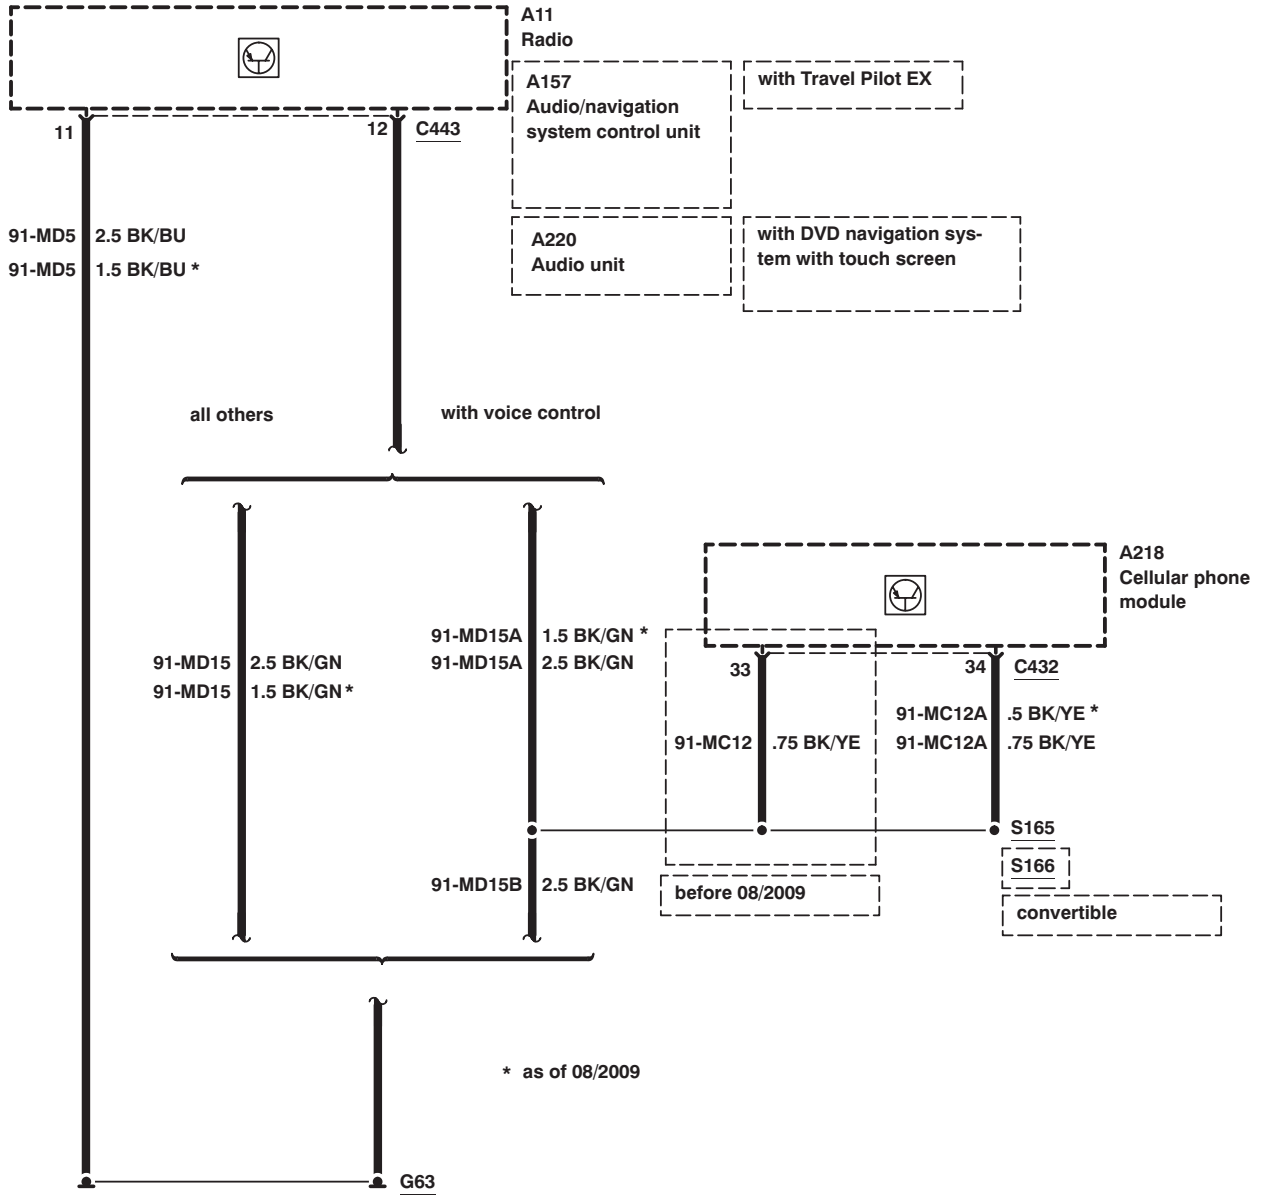 A11
Radio
A157
Audio/navigation
system control unit
with Travel Pilot EX
11
12
C443
A220
Audio unit
with DVD navigation sys-
tem with touch screen
91-MD5 2.5 BK/BU
91-MD5 1.5 BK/BU *
all others
with voice control
A218
Cellular phone
module
91-MD15A 1.5 BK/GN *
91-MD15A 2.5 BK/GN
91-MD15 2.5 BK/GN
91-MD15 1.5 BK/GN *
33
34
C432
91-MC12A .5 BK/YE *
91-MC12A .75 BK/YE
91-MC12 .75 BK/YE
S165
S166
convertible
91-MD15B 2.5 BK/GN
before 08/2009
* as of 08/2009
G63